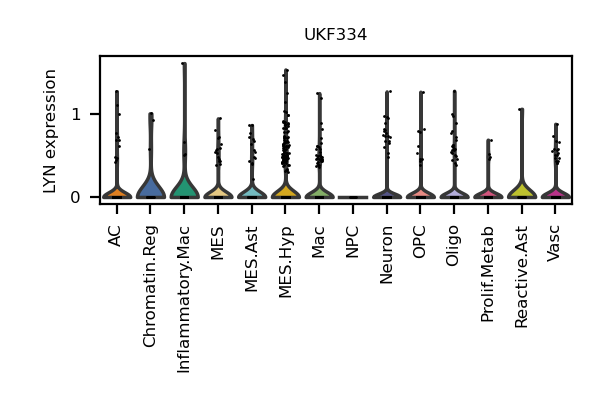 UKF334
LYN expression
1
0
AC
Chromatin.Reg
Inflammatory.Mac
MES
MES.Ast
MES.Hyp
Mac
NPC
Neuron
OPC
Oligo
Prolif.Metab
Reactive.Ast
Vasc